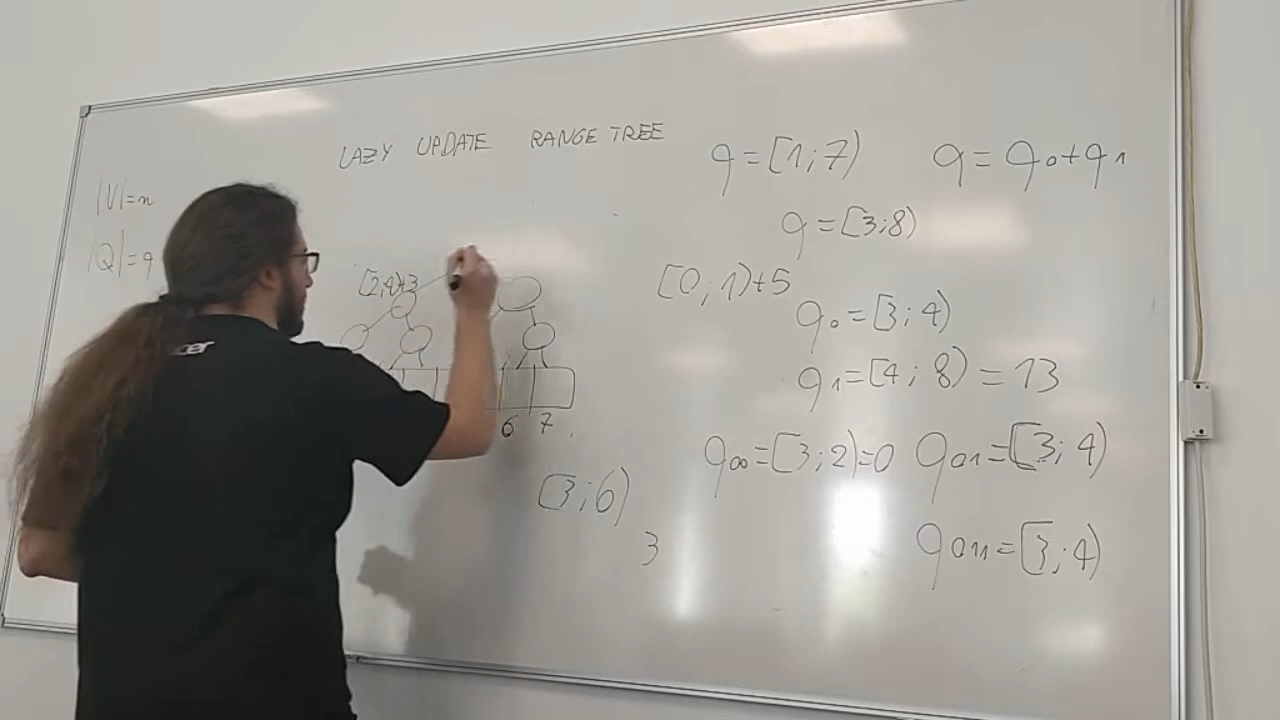 LAZY UPDATE RANGE TREE
|V|=n
|Q|=q
q=[1;7) q=q₀+q₁
q=[3;8)
[2;4)+3
[0;1)+5
q₀=[3;4)
q₁=[4;8)=13
6 7
q₀₀=[3;2)=0 q₀₁=[3;4)
[3;6)
3
q₀₁₁=[3;4)